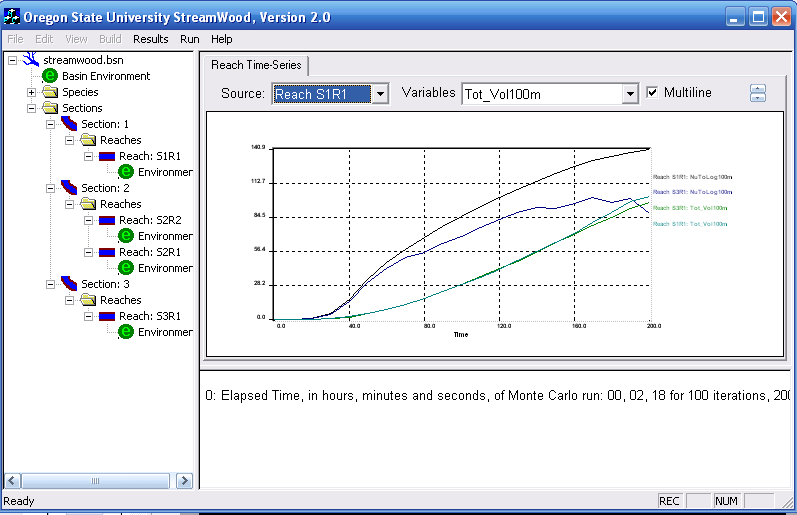 Oregon State University StreamWood, Version 2.0
File Edit View Build Results Run Help
streamwood.bsn
Basin Environment
Species
Sections
Section: 1
Reaches
Reach: S1R1
Environmer
Section: 2
Reaches
Reach: S2R2
Environmer
Reach: S2R1
Environmer
Section: 3
Reaches
Reach: S3R1
Environmer
Reach Time-Series
Source: Reach S1R1 Variables Tot_Vol100m Multiline
140.9
112.7
84.5
56.4
28.2
0.0
0.0 40.0 80.0 120.0 160.0 200.0
Time
Reach S1R1: NuToLog100m
Reach S3R1: NuToLog100m
Reach S3R1: Tot_Vol100m
Reach S1R1: Tot_Vol100m
0: Elapsed Time, in hours, minutes and seconds, of Monte Carlo run: 00, 02, 18 for 100 iterations, 200
Ready REC NUM